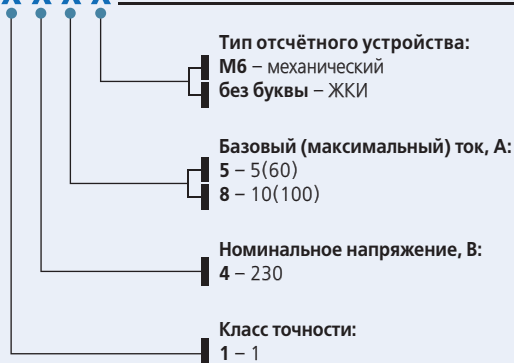 Тип отсчётного устройства:
М6 – механический
без буквы – ЖКИ
Базовый (максимальный) ток, А:
5 – 5(60)
8 – 10(100)
Номинальное напряжение, В:
4 – 230
Класс точности:
1 – 1